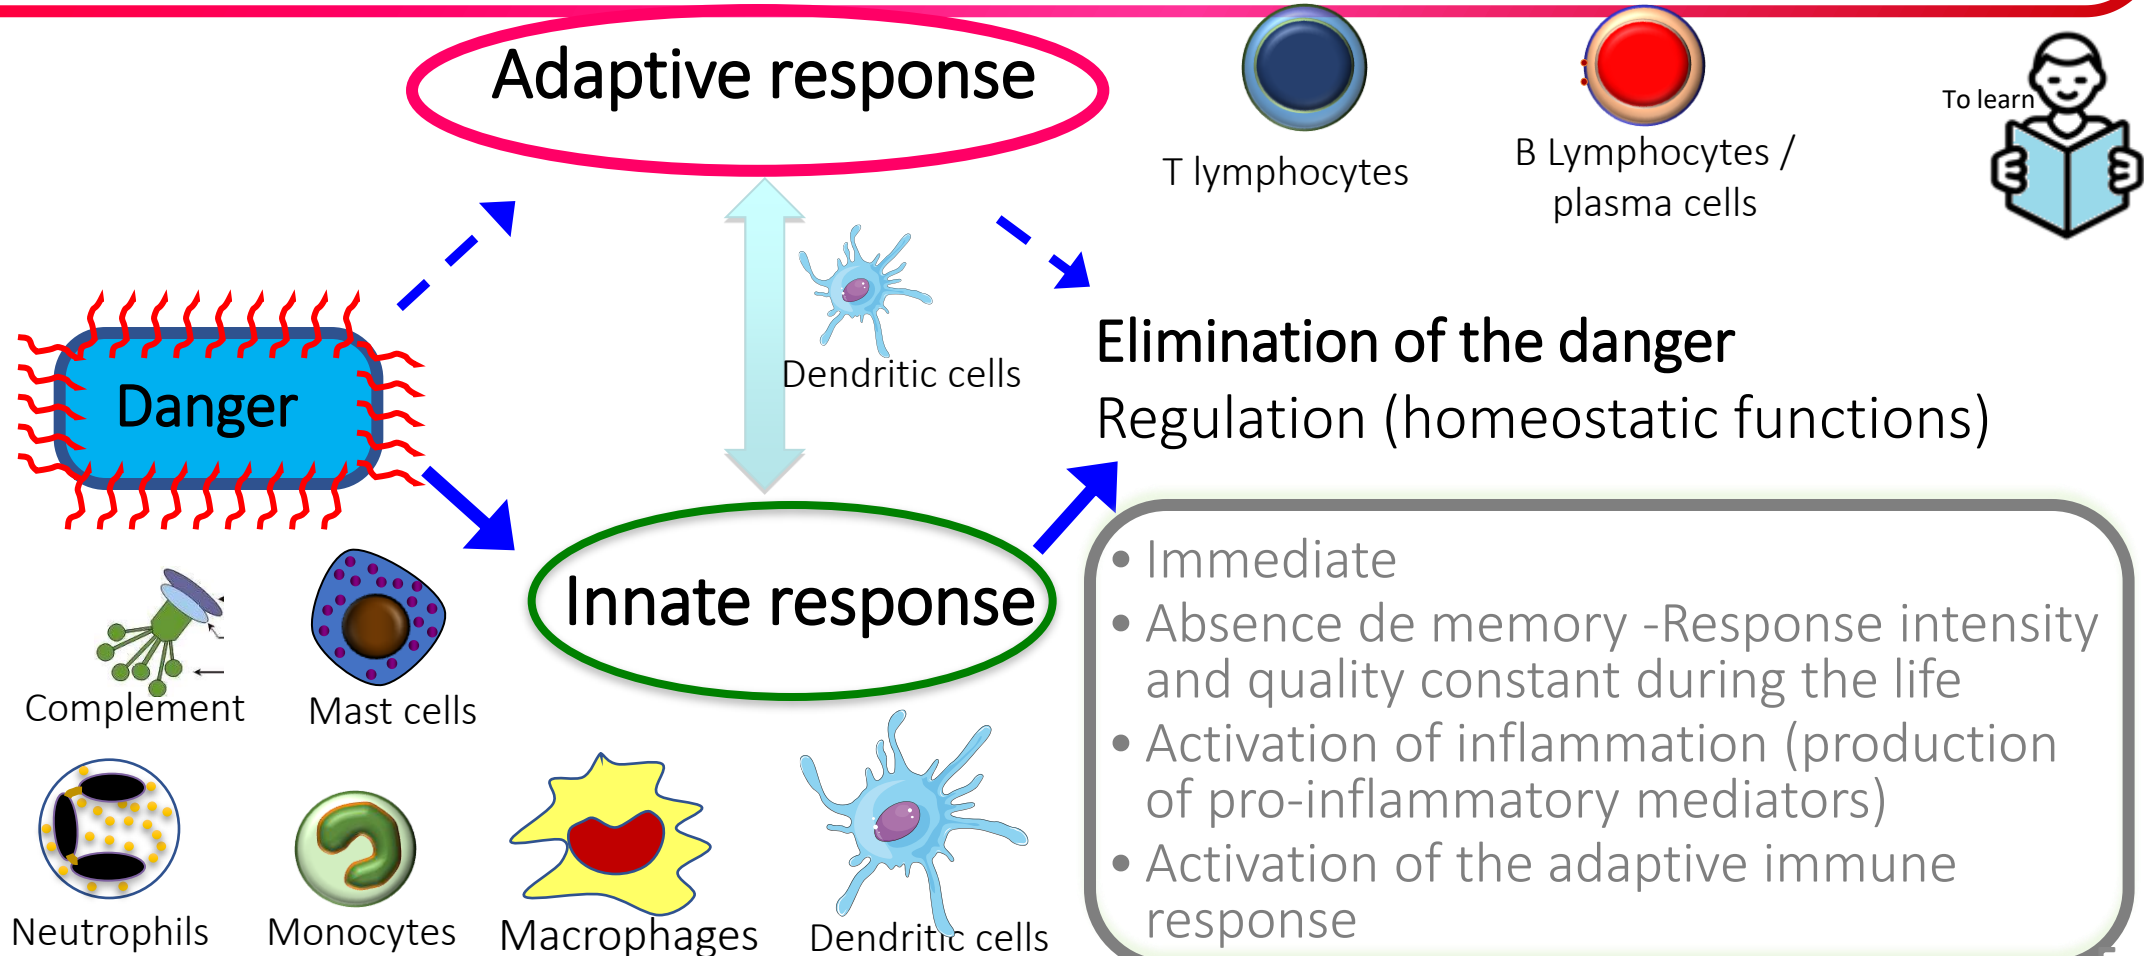 Adaptive response
T lymphocytes
B Lymphocytes /
plasma cells
To learn
Dendritic cells
Danger
Elimination of the danger
Regulation (homeostatic functions)
Innate response
Complement
Mast cells
Neutrophils
Monocytes
Macrophages
Dendritic cells
• Immediate
• Absence de memory -Response intensity
and quality constant during the life
• Activation of inflammation (production
of pro-inflammatory mediators)
• Activation of the adaptive immune
response